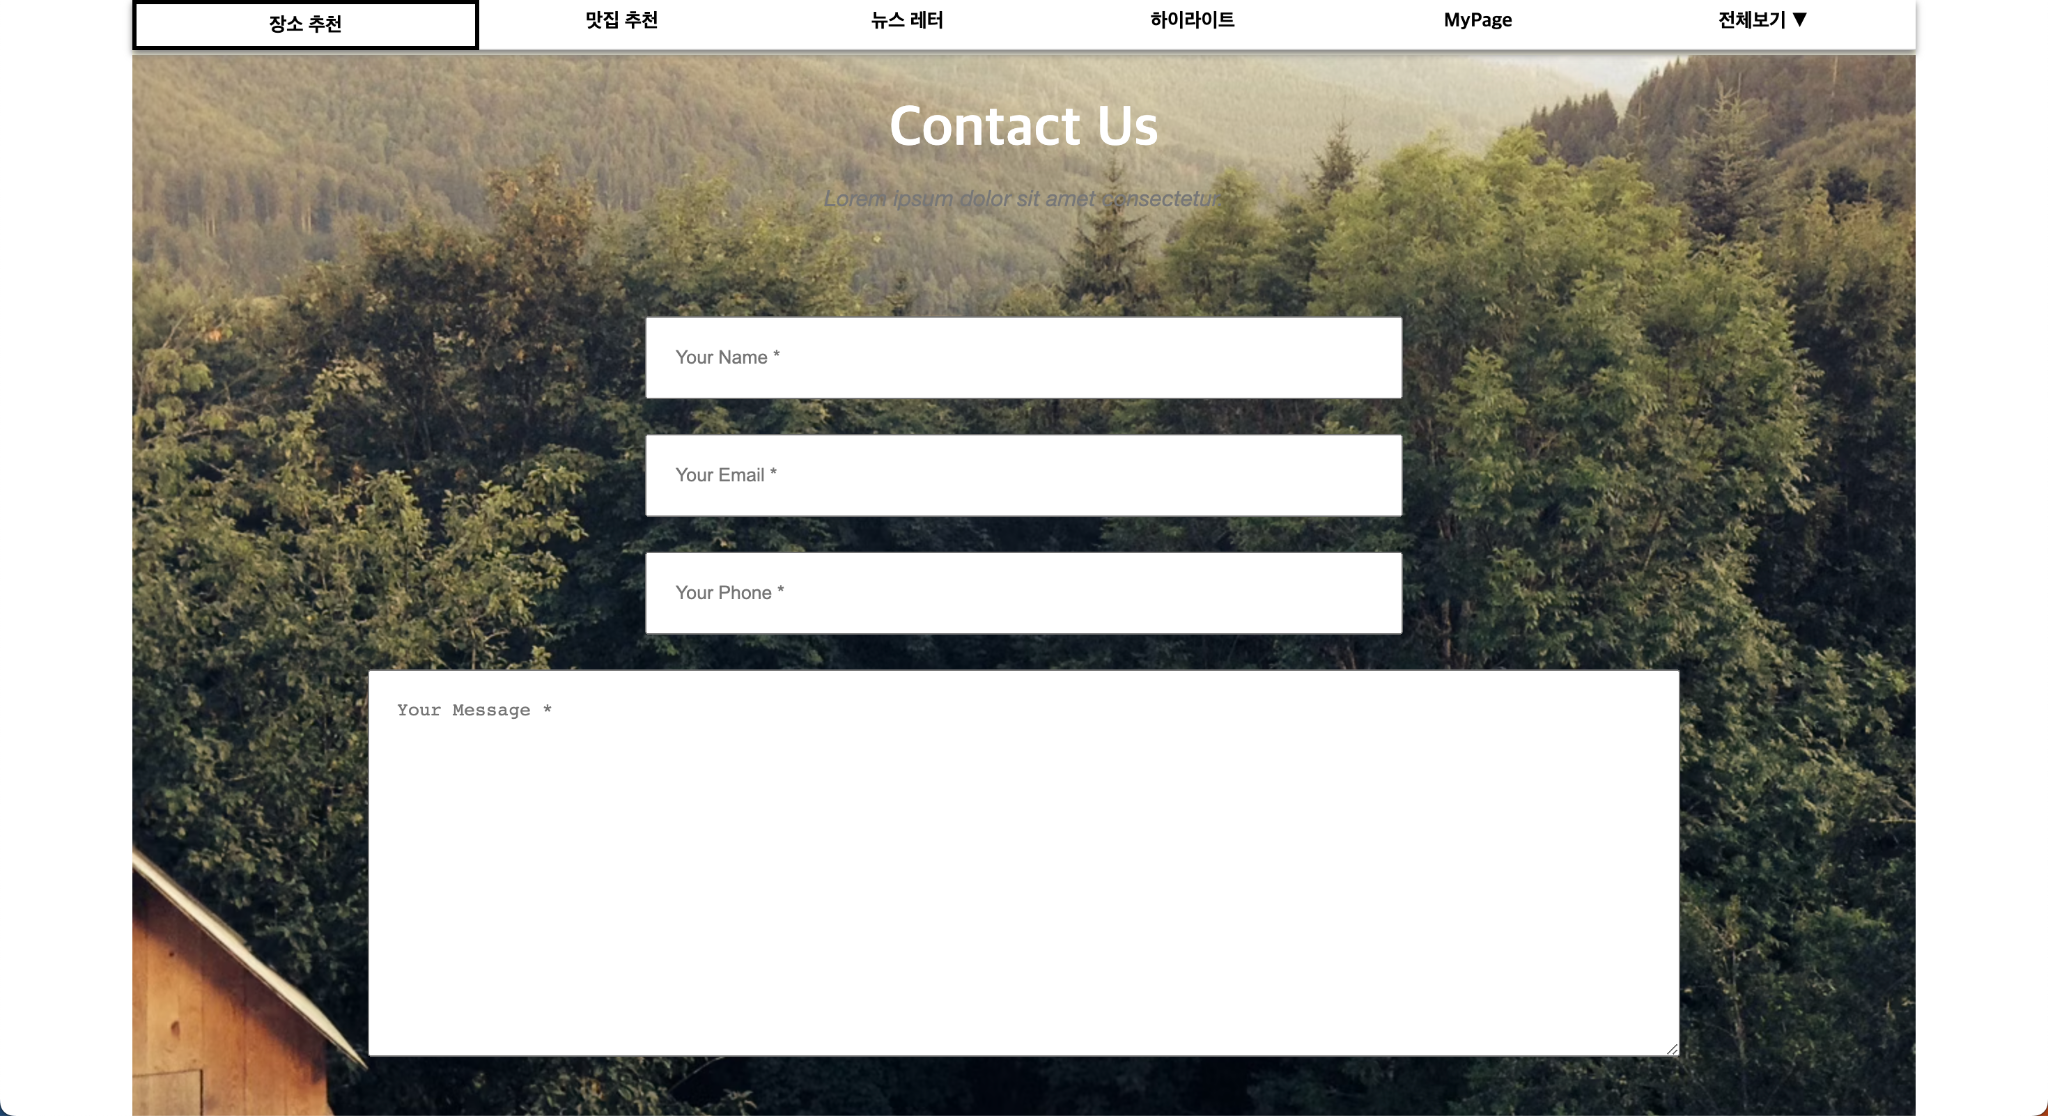 장소 추천 맛집 추천 뉴스 레터 하이라이트 MyPage 전체보기 ▼
Contact Us
Lorem ipsum dolor sit amet consectetur
Your Name *
Your Email *
Your Phone *
Your Message *